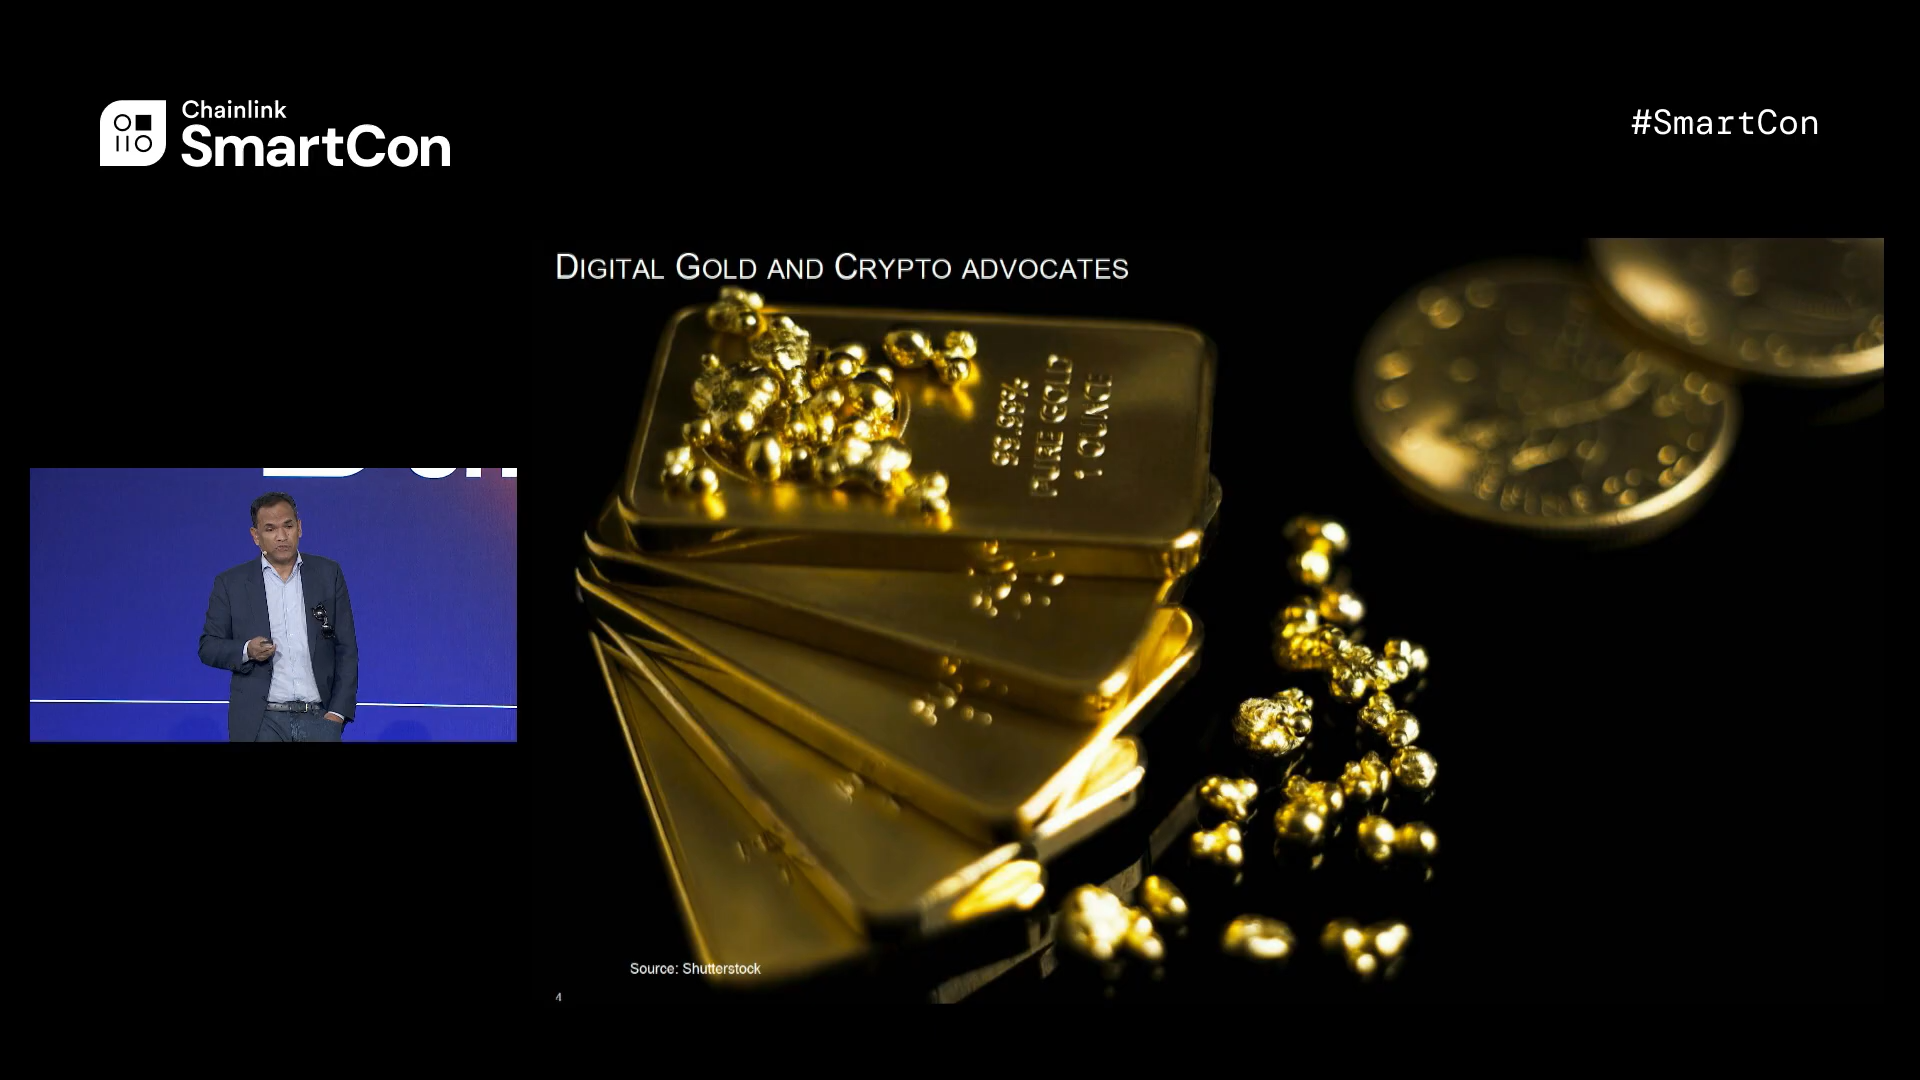 Chainlink
SmartCon
#SmartCon
DIGITAL GOLD AND CRYPTO ADVOCATES
99.99%
PURE GOLD
1 OUNCE
Source: Shutterstock
4